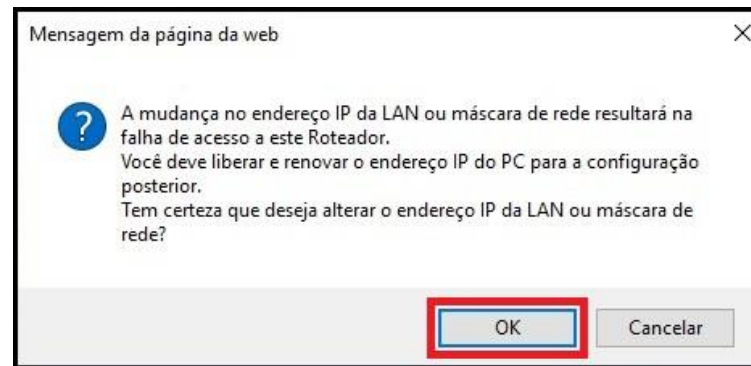 Mensagem da página da web
A mudança no endereço IP da LAN ou máscara de rede resultará na
falha de acesso a este Roteador.
Você deve liberar e renovar o endereço IP do PC para a configuração
posterior.
Tem certeza que deseja alterar o endereço IP da LAN ou máscara de
rede?
OK Cancelar